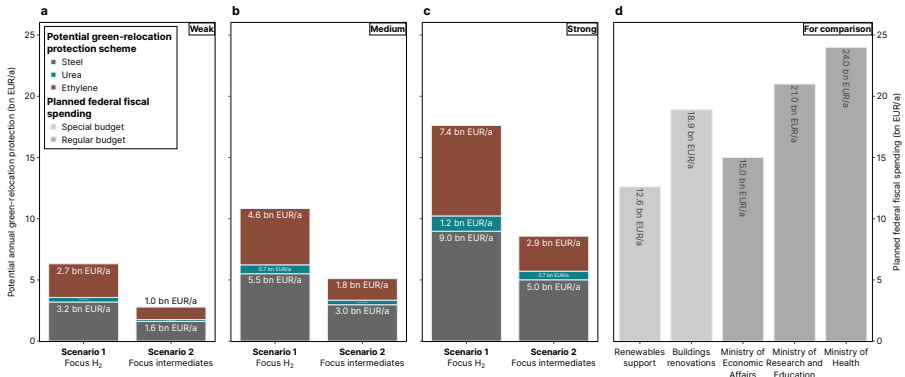 a
b
c
d
Weak
Medium
Strong
For comparison
Potential green-relocation
protection scheme
Steel
Urea
Ethylene
Planned federal fiscal
spending
Special budget
Regular budget
Potential annual green-relocation protection (bn EUR/a)
25
20
15
10
5
0
2.7 bn EUR/a
3.2 bn EUR/a
1.0 bn EUR/a
1.6 bn EUR/a
4.6 bn EUR/a
0.7 bn EUR/a
5.5 bn EUR/a
1.8 bn EUR/a
3.0 bn EUR/a
7.4 bn EUR/a
1.2 bn EUR/a
9.0 bn EUR/a
2.9 bn EUR/a
0.7 bn EUR/a
5.0 bn EUR/a
12.6 bn EUR/a
18.9 bn EUR/a
15.0 bn EUR/a
21.0 bn EUR/a
24.0 bn EUR/a
25
20
15
10
5
0
Planned federal fiscal spending (bn EUR/a)
Scenario 1
Focus H₂
Scenario 2
Focus intermediates
Scenario 1
Focus H₂
Scenario 2
Focus intermediates
Scenario 1
Focus H₂
Scenario 2
Focus intermediates
Renewables
support
Buildings
renovations
Ministry of
Economic
Affairs
Ministry of
Research and
Education
Ministry of
Health